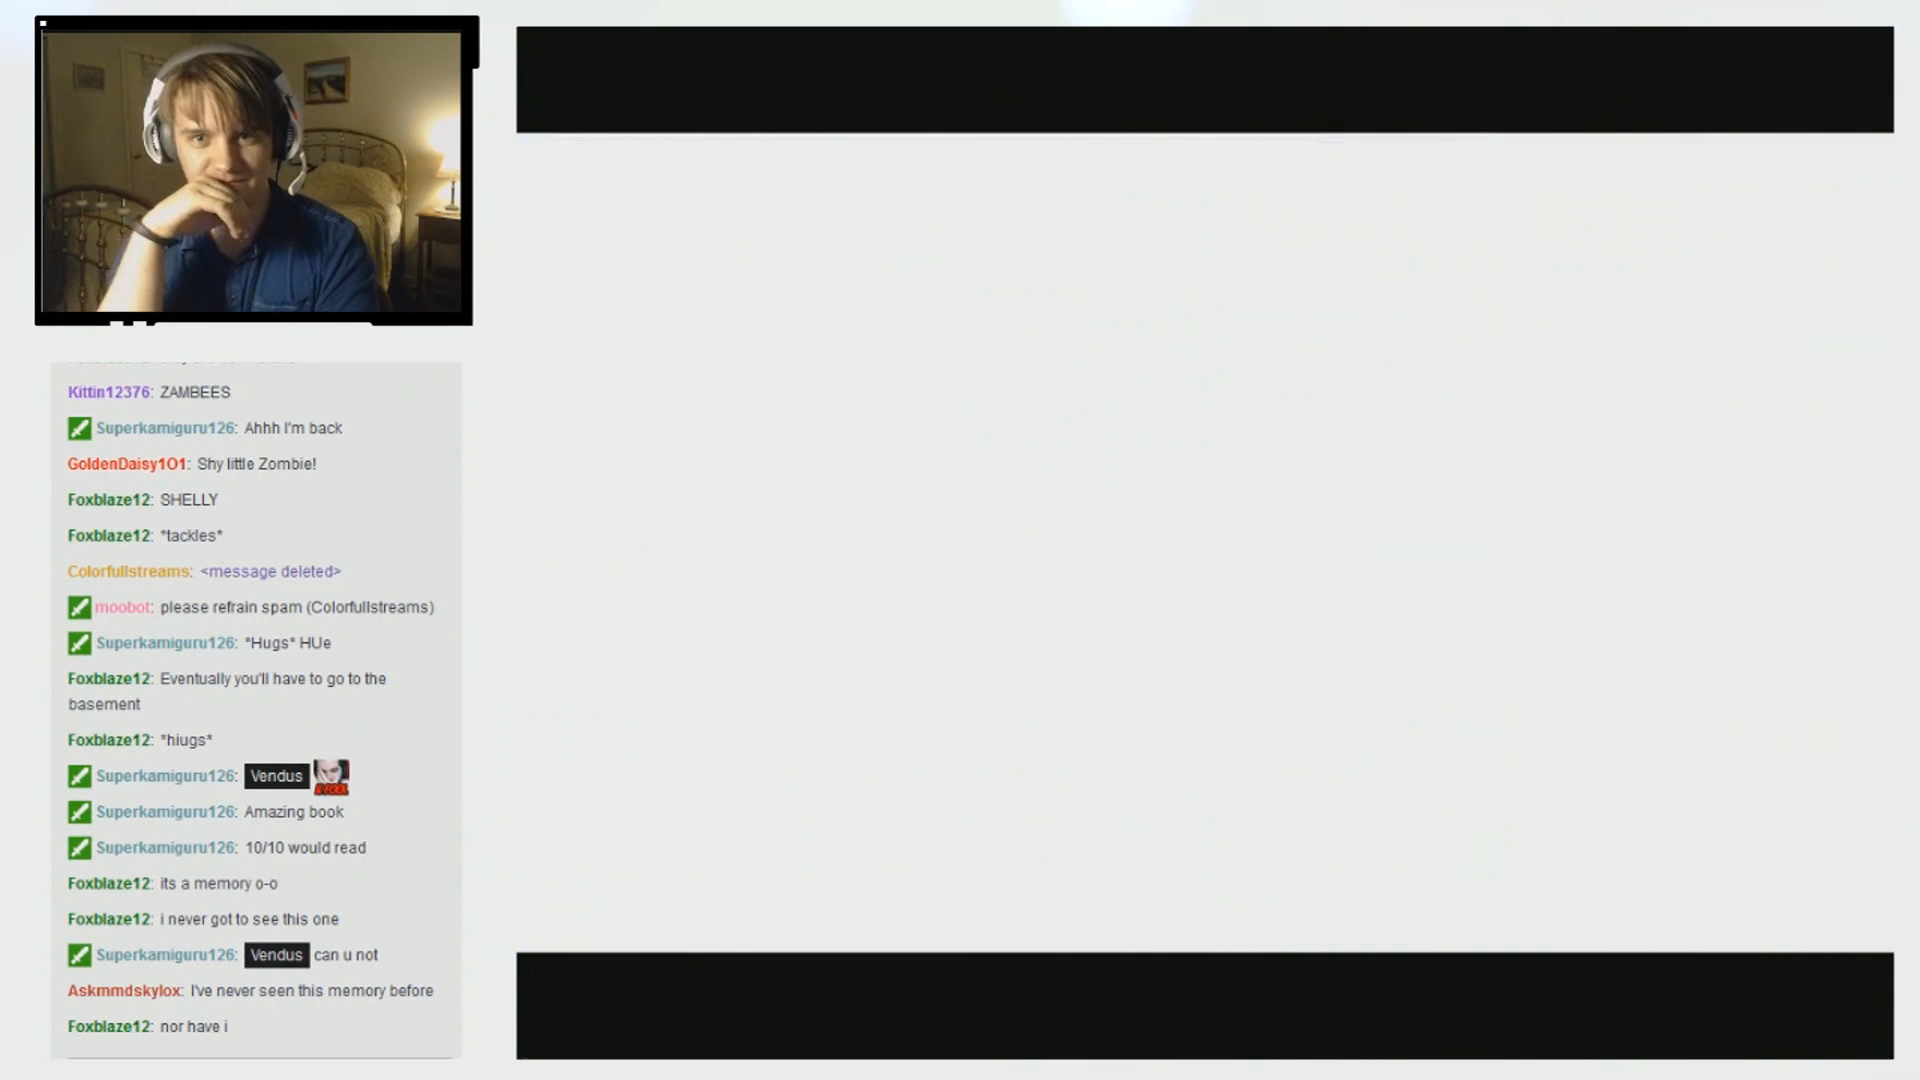 Kittin12376: ZAMBEES
Superkamiguru126: Ahhh I'm back
GoldenDaisy1O1: Shy little Zombie!
Foxblaze12: SHELLY
Foxblaze12: *tackles*
Colorfullstreams: <message deleted>
moobot: please refrain spam (Colorfullstreams)
Superkamiguru126: *Hugs* HUe
Foxblaze12: Eventually you'll have to go to the
basement
Foxblaze12: *hiugs*
Superkamiguru126: Vendus
Superkamiguru126: Amazing book
Superkamiguru126: 10/10 would read
Foxblaze12: its a memory o-o
Foxblaze12: i never got to see this one
Superkamiguru126: Vendus can u not
Askmmdskylox: I've never seen this memory before
Foxblaze12: nor have i